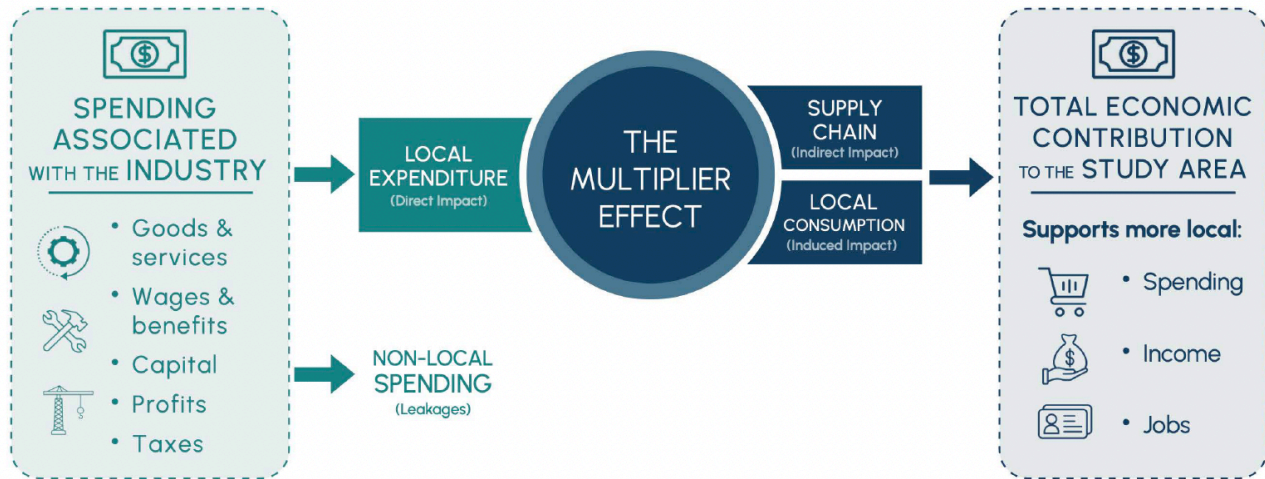 SPENDING
ASSOCIATED
WITH THE INDUSTRY
• Goods &
services
• Wages &
benefits
• Capital
• Profits
• Taxes
LOCAL
EXPENDITURE
(Direct Impact)
NON-LOCAL
SPENDING
(Leakages)
THE
MULTIPLIER
EFFECT
SUPPLY
CHAIN
(Indirect Impact)
LOCAL
CONSUMPTION
(Induced Impact)
TOTAL ECONOMIC
CONTRIBUTION
TO THE STUDY AREA
Supports more local:
• Spending
• Income
• Jobs